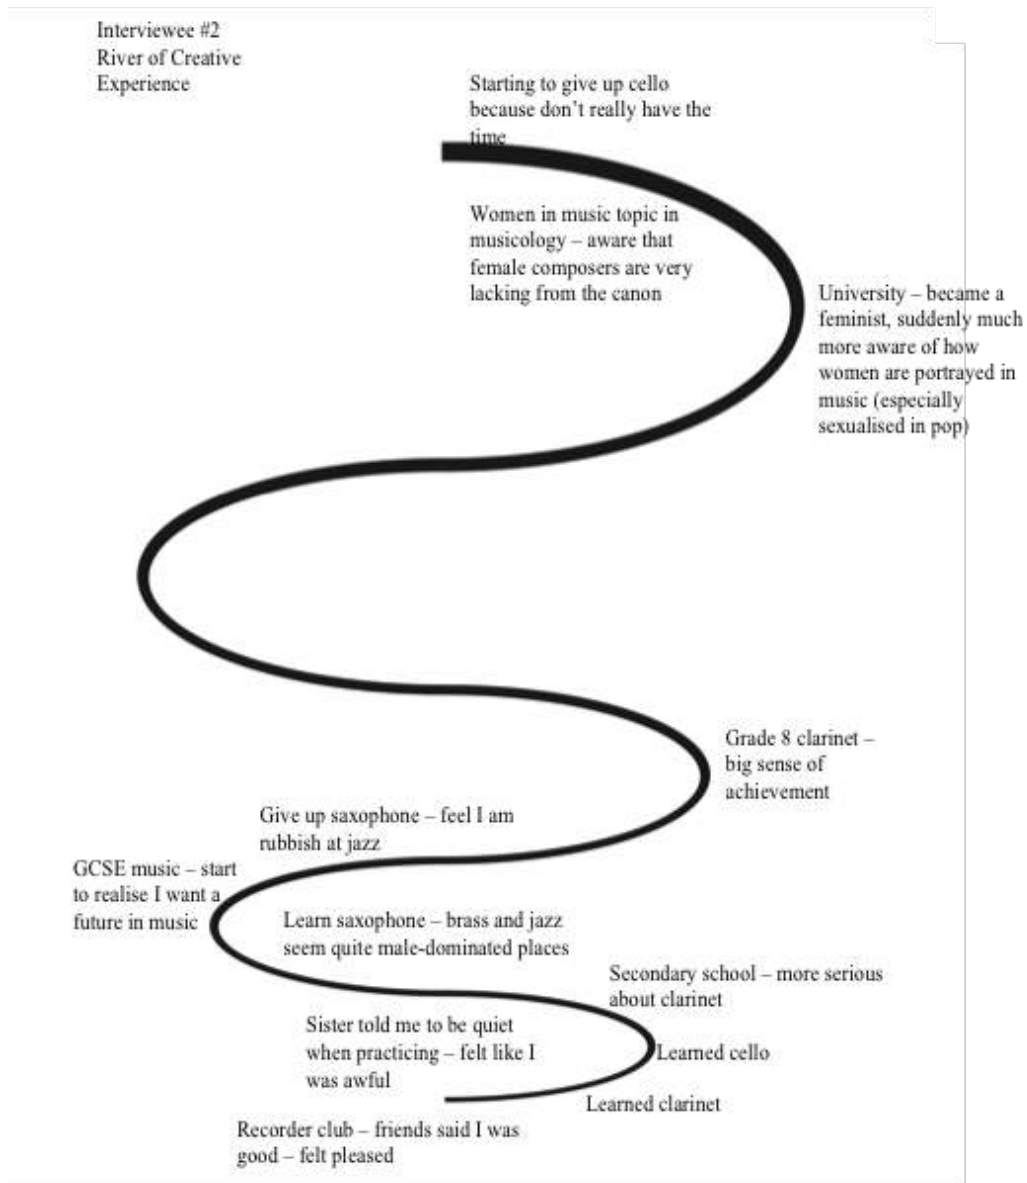 Interviewee #2
River of Creative
Experience
Starting to give up cello
because don't really have the
time
Women in music topic in
musicology – aware that
female composers are very
lacking from the canon
University – became a
feminist, suddenly much
more aware of how
women are portrayed in
music (especially
sexualised in pop)
Grade 8 clarinet –
big sense of
achievement
Give up saxophone – feel I am
rubbish at jazz
GCSE music – start
to realise I want a
future in music
Learn saxophone – brass and jazz
seem quite male-dominated places
Secondary school – more serious
about clarinet
Sister told me to be quiet
when practicing – felt like I
was awful
Learned cello
Learned clarinet
Recorder club – friends said I was
good – felt pleased